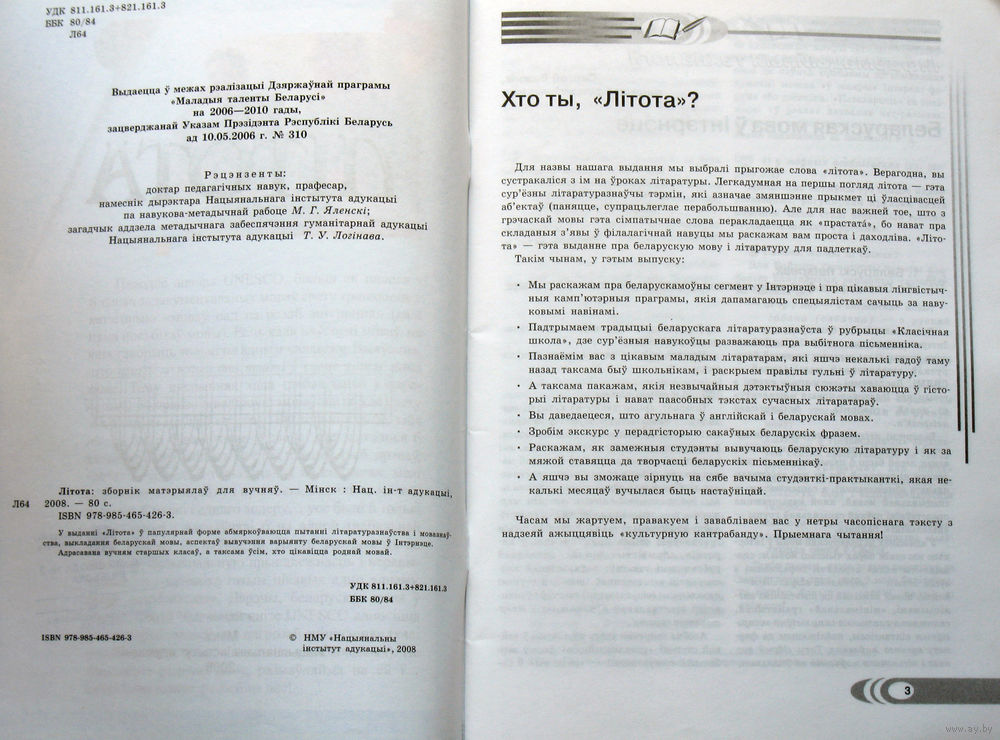 УДК 811.161.3+821.161.3
ББК 80/84
Л64
Выдаецца ў межах рэалізацыі Дзяржаўнай праграмы
«Маладыя таленты Беларусі»
на 2006—2010 гады,
зацверджанай Указам Прэзідэнта Рэспублікі Беларусь
ад 10.05.2006 г. № 310
Рэцэнзенты:
доктар педагагічных навук, прафесар,
намеснік дырэктара Нацыянальнага інстытута адукацыі
па навукова-метадычнай рабоце М. Г. Яленскі;
загадчык аддзела метадычнага забеспячэння гуманітарнай адукацыі
Нацыянальнага інстытута адукацыі Т. У. Логінава.
Літота: зборнік матэрыялаў для вучняў. — Мінск : Нац. ін-т адукацыі,
Л64 2008. — 80 с.
ISBN 978-985-465-426-3.
У выданні «Літота» ў папулярнай форме абмяркоўваюцца пытанні літаратуразнаўства і мовазнаў-
ства, выкладання беларускай мовы, аспектаў вывучэння варыянту беларускай мовы ў Інтэрнэце.
Адрасавана вучням старшых класаў, а таксама ўсім, хто цікавіцца роднай мовай.
УДК 811.161.3+821.161.3
ББК 80/84
ISBN 978-985-465-426-3
© НМУ «Нацыянальны
інстытут адукацыі», 2008
Хто ты, «Літота»?
Для назвы нашага выдання мы выбралі прыгожае слова «літота». Верагодна, вы
сустракаліся з ім на ўроках літаратуры. Легкадумная на першы погляд літота — гэта
сур’ёзны літаратуразнаўчы тэрмін, які азначае змяншэнне прыкмет ці ўласцівасцей
аб’ектаў (паняцце, супрацьлеглае перабольшванню). Але для нас важней тое, што з
грэчаскай мовы гэта сімпатычнае слова перакладаецца як «прастата́», бо нават пра
складаныя з’явы ў філалагічнай навуцы мы раскажам вам проста і даходліва. «Літо-
та» — гэта выданне пра беларускую мову і літаратуру для падлеткаў.
Такім чынам, у гэтым выпуску:
• Мы раскажам пра беларускамоўны сегмент у Інтэрнэце і пра цікавыя лінгвістыч-
ныя камп’ютэрныя праграмы, якія дапамагаюць спецыялістам сачыць за наву-
ковымі навінамі.
• Падтрымаем традыцыі беларускага літаратуразнаўста ў рубрыцы «Класічная
школа», дзе сур’ёзныя навукоўцы разважаюць пра выбітнога пісьменніка.
• Пазнаёмім вас з цікавым маладым літаратарам, які яшчэ некалькі гадоў таму
назад таксама быў школьнікам, і раскрыем правілы гульні ў літаратуру.
• А таксама пакажам, якія незвычайныя дэтэктыўныя сюжэты хаваюцца ў гісто-
рыі літаратуры і нават паасобных тэкстах сучасных літаратараў.
• Вы даведаецеся, што агульнага ў англійскай і беларускай мовах.
• Зробім экскурс у перадгісторыю сакаўных беларускіх фразем.
• Раскажам, як замежныя студэнты вывучаюць беларускую літаратуру і як за
мяжой ставяцца да творчасці беларускіх пісьменнікаў.
• А яшчэ вы зможаце зірнуць на сябе вачыма студэнткі-практыканткі, якая не-
калькі месяцаў вучылася быць настаўніцай.
Часам мы жартуем, правакуем і завабліваем вас у нетры часопіснага тэксту з
надзеяй ажыццявіць «культурную кантрабанду». Прыемнага чытання!
3
www.ay.by